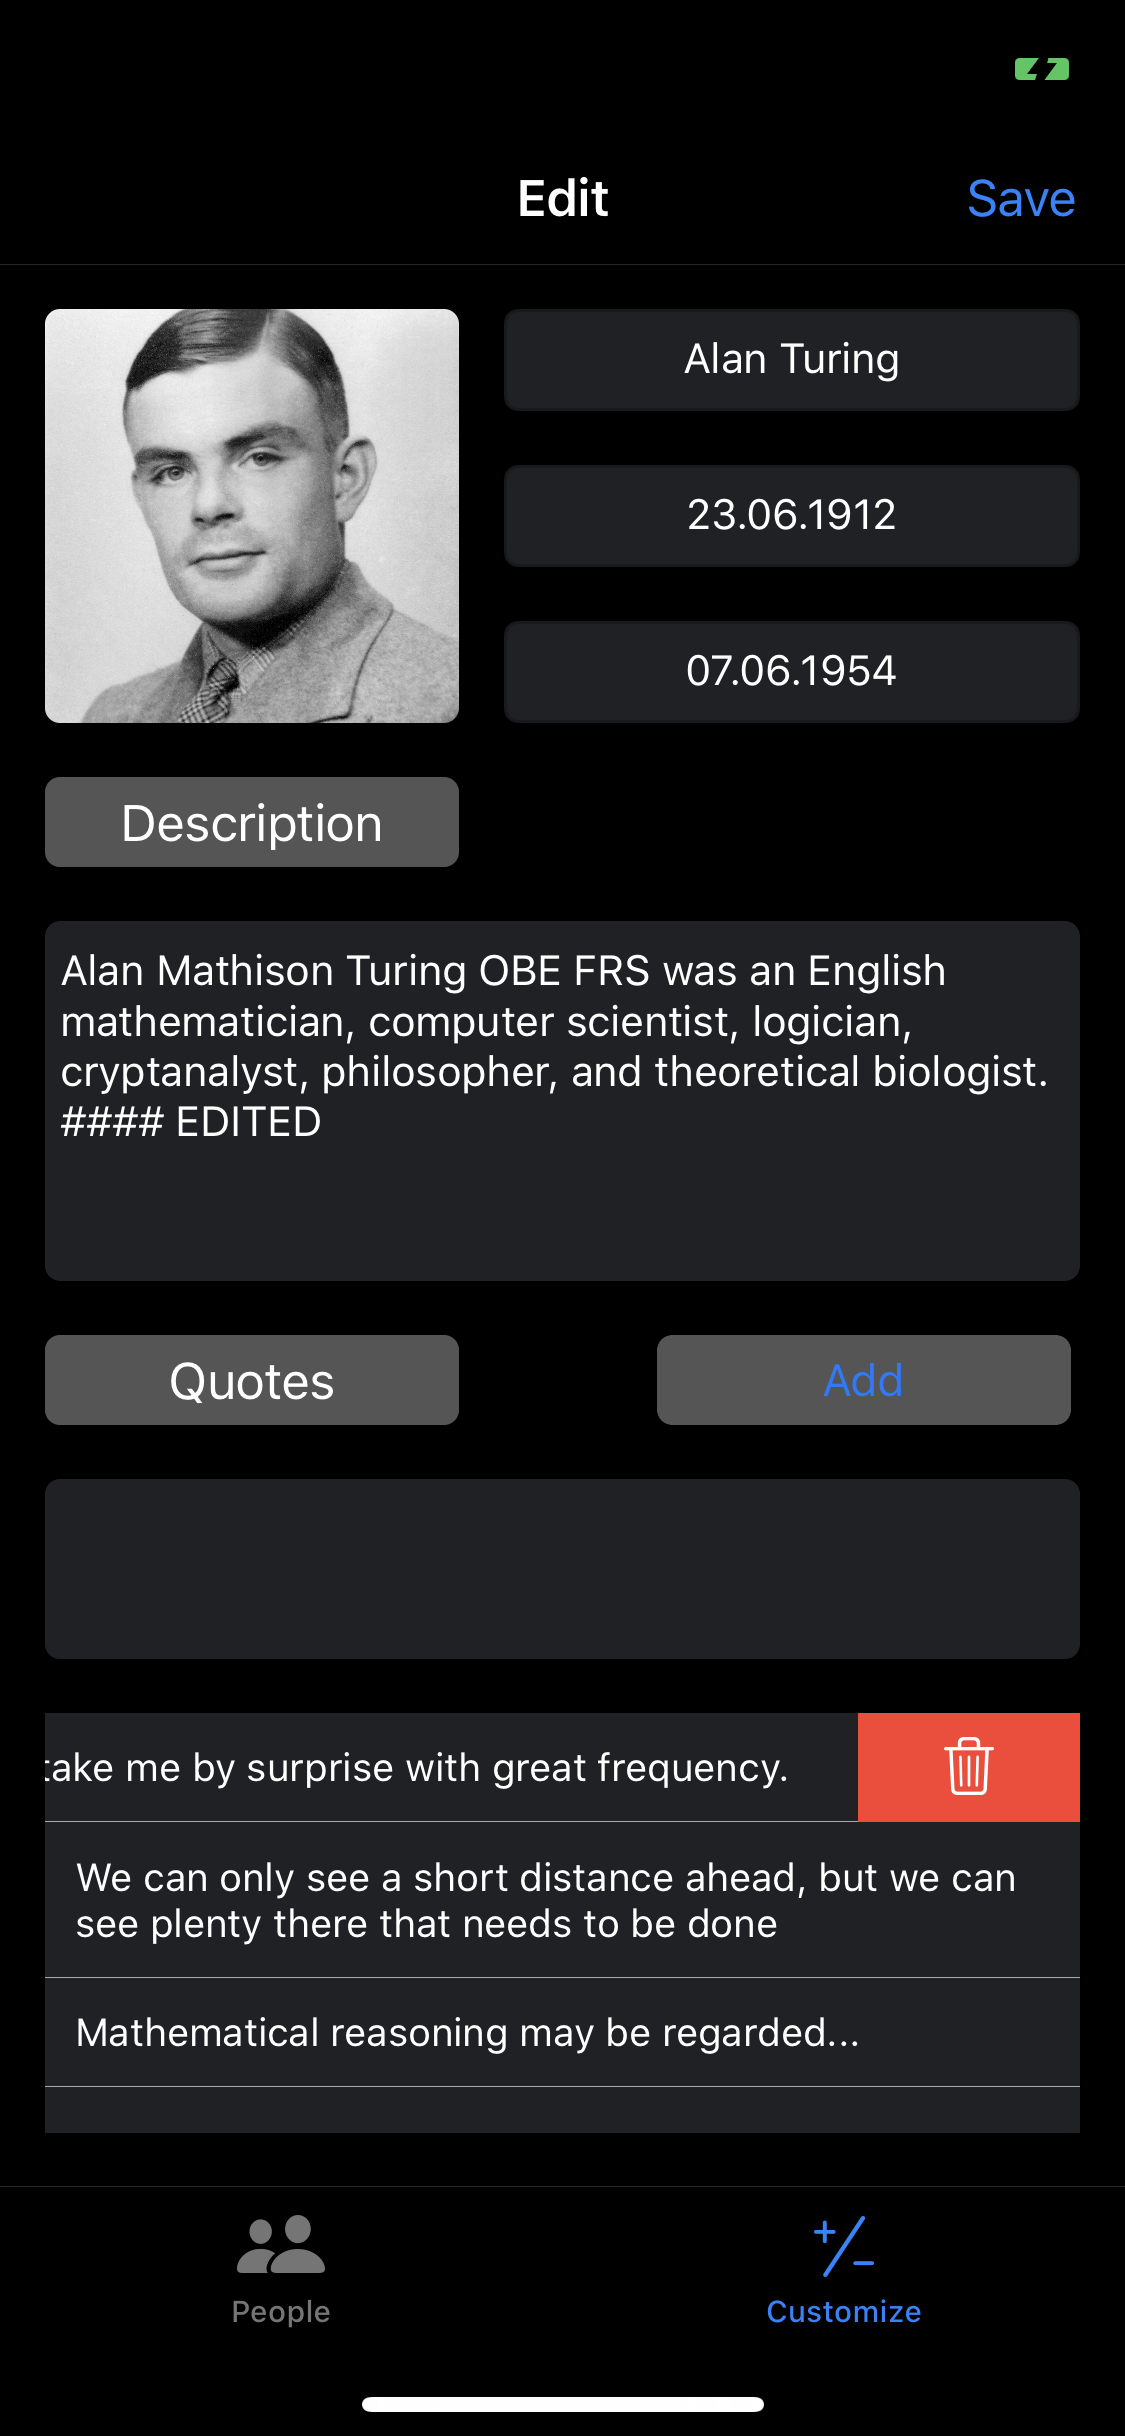 Edit
Save
Alan Turing
23.06.1912
07.06.1954
Description
Alan Mathison Turing OBE FRS was an English
mathematician, computer scientist, logician,
cryptanalyst, philosopher, and theoretical biologist.
#### EDITED
Quotes
Add
take me by surprise with great frequency.
We can only see a short distance ahead, but we can
see plenty there that needs to be done
Mathematical reasoning may be regarded...
People
Customize